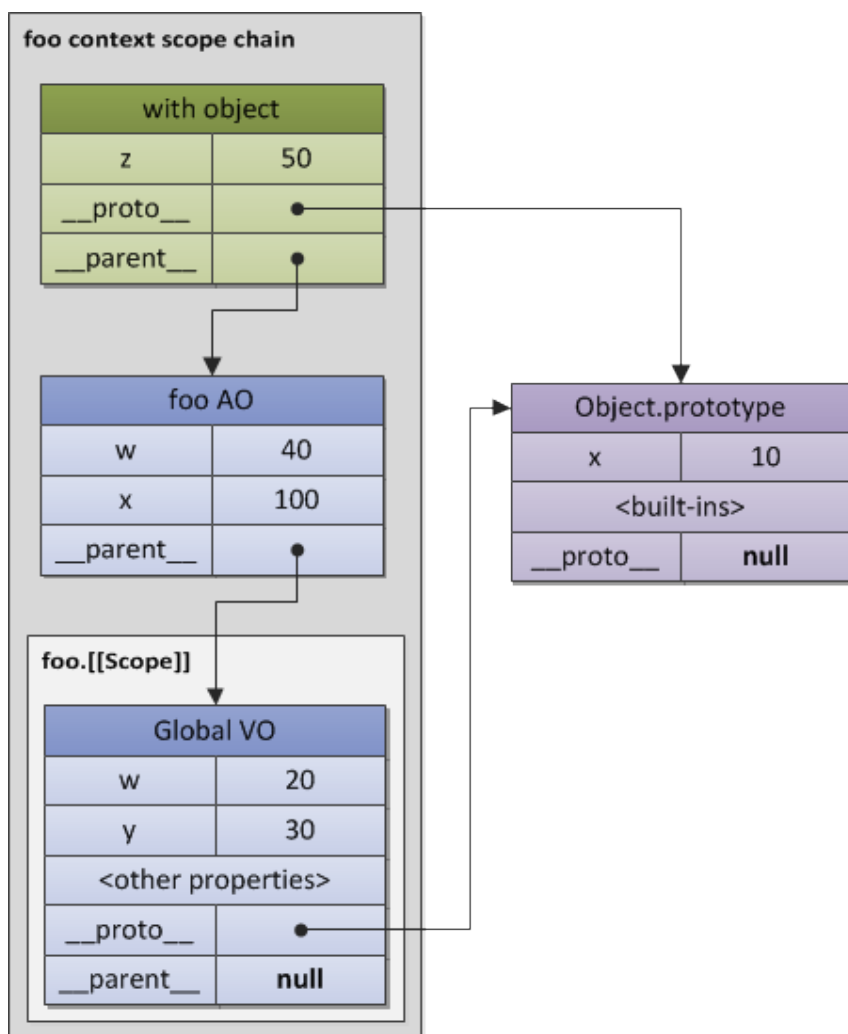 foo context scope chain
with object
z 50
__proto__
__parent__
foo AO
w 40
x 100
__parent__
Object.prototype
x 10
<built-ins>
__proto__ null
foo.[[Scope]]
Global VO
w 20
y 30
<other properties>
__proto__
__parent__ null